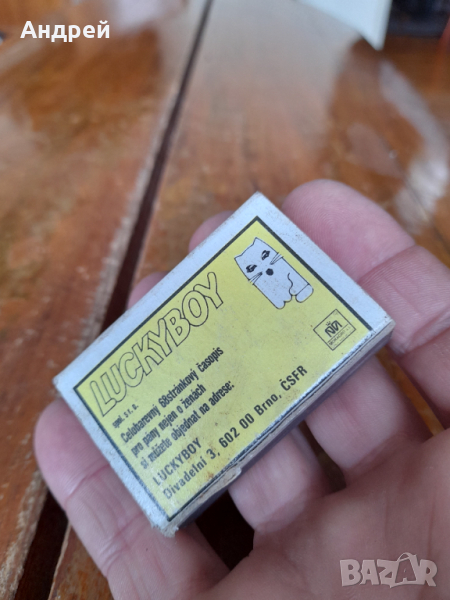 Андрей
LUCKYBOY
spol. s r. o.
Celobarevný 68stránkový časopis
pro pány nejen o ženách
si můžete objednat na adrese:
LUCKYBOY
Divadelní 3, 602 00 Brno, ČSFR
BAZAR